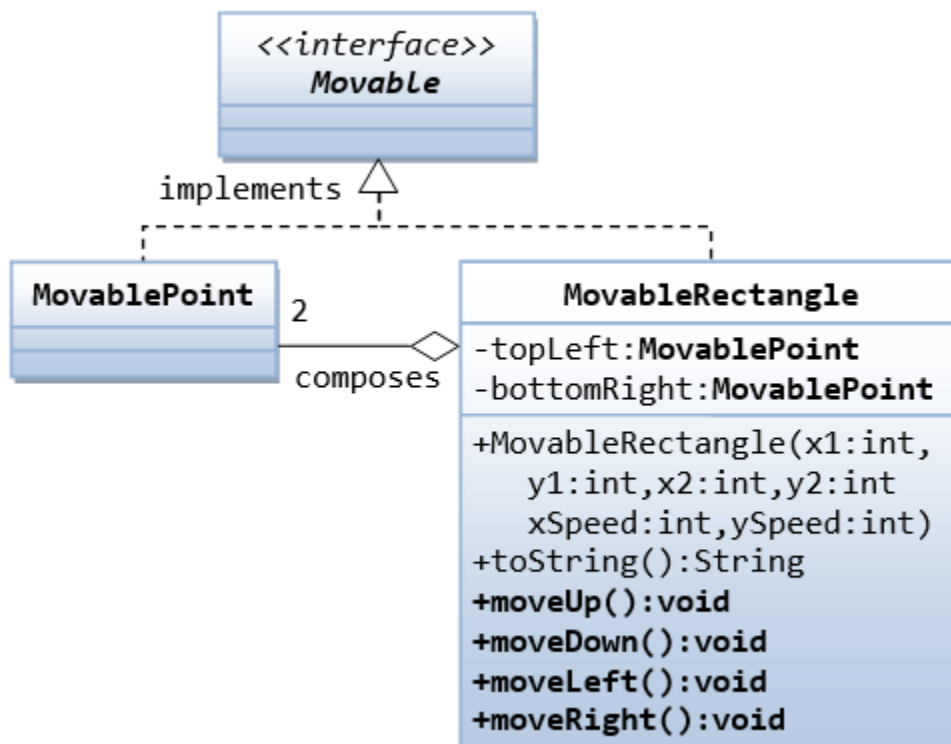 <<interface>>
Movable
implements
MovablePoint
2
composes
MovableRectangle
-topLeft:MovablePoint
-bottomRight:MovablePoint
+MovableRectangle(x1:int,
y1:int,x2:int,y2:int
xSpeed:int,ySpeed:int)
+toString():String
+moveUp():void
+moveDown():void
+moveLeft():void
+moveRight():void